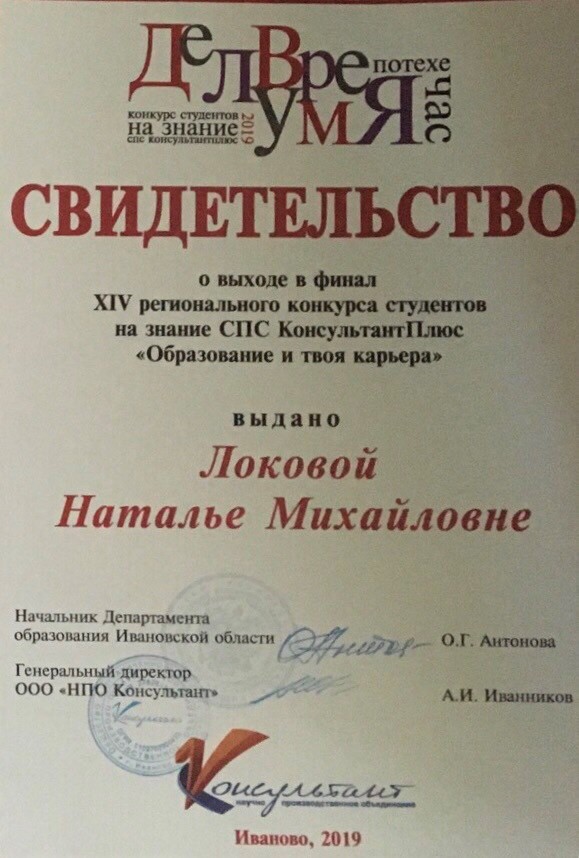 ДелУ ВреМЯ
потехе
час
конкурс студентов
на знание
спс консультантплюс
2019
СВИДЕТЕЛЬСТВО
о выходе в финал
XIV регионального конкурса студентов
на знание СПС КонсультантПлюс
«Образование и твоя карьера»
выдано
Локовой
Наталье Михайловне
Начальник Департамента
образования Ивановской области
О.Г. Антонова
Генеральный директор
ООО «НПО Консультант»
А.И. Иванников
Консультант
Консультант
научно производственное объединение
Иваново, 2019